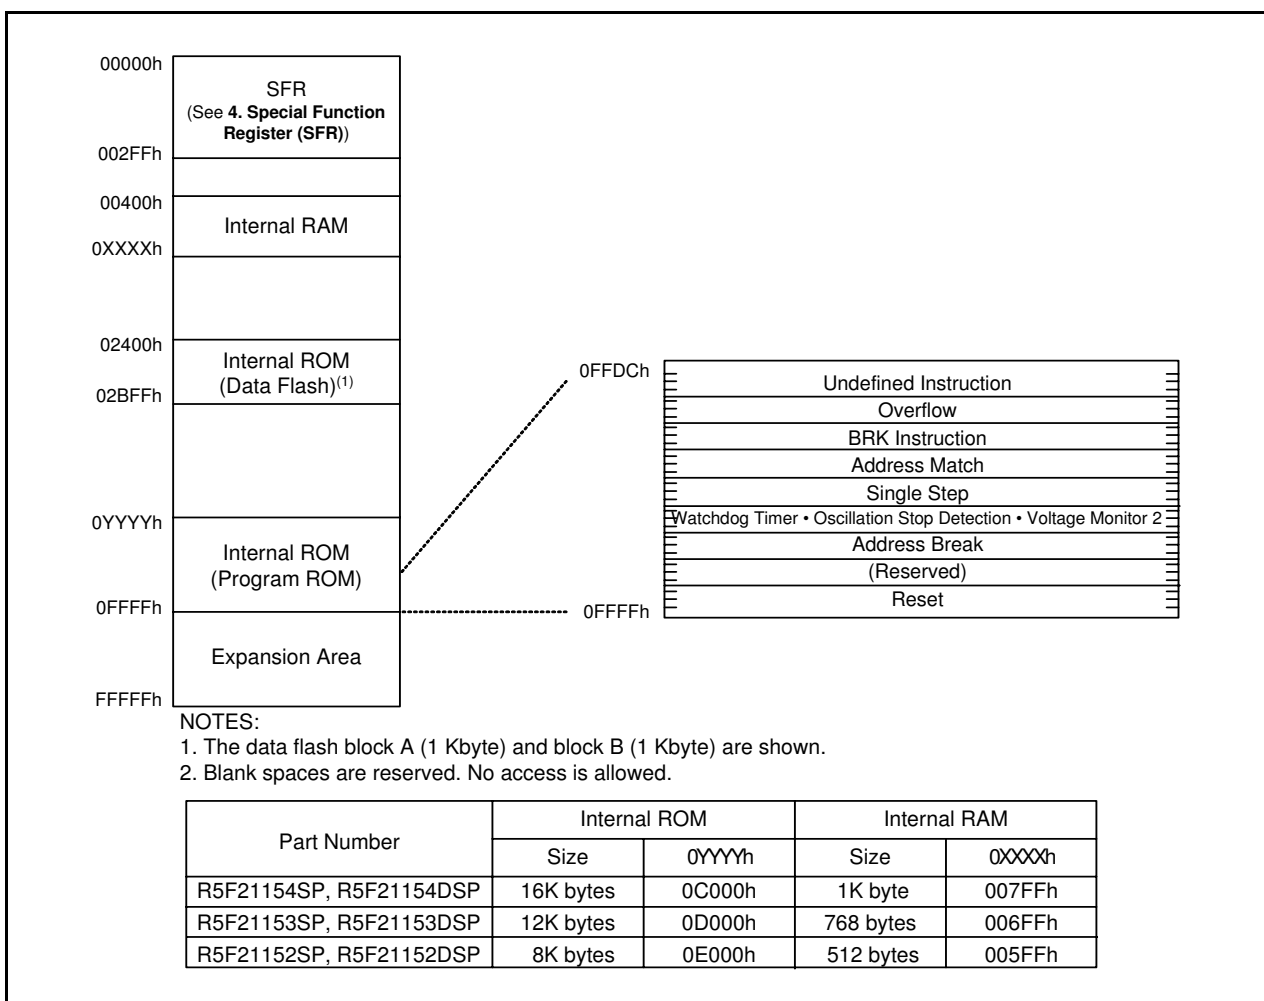 00000h
SFR
(See 4. Special Function
Register (SFR))
002FFh
00400h
Internal RAM
0XXXXh
02400h
Internal ROM
(Data Flash)(1)
02BFFh
0YYYYh
Internal ROM
(Program ROM)
0FFFFh
Expansion Area
FFFFFh
0FFDCh
Undefined Instruction
Overflow
BRK Instruction
Address Match
Single Step
Watchdog Timer • Oscillation Stop Detection • Voltage Monitor 2
Address Break
(Reserved)
Reset
0FFFFh
NOTES:
1. The data flash block A (1 Kbyte) and block B (1 Kbyte) are shown.
2. Blank spaces are reserved. No access is allowed.
Part Number Internal ROM Internal RAM
Size 0YYYYh Size 0XXXXh
R5F21154SP, R5F21154DSP 16K bytes 0C000h 1K byte 007FFh
R5F21153SP, R5F21153DSP 12K bytes 0D000h 768 bytes 006FFh
R5F21152SP, R5F21152DSP 8K bytes 0E000h 512 bytes 005FFh